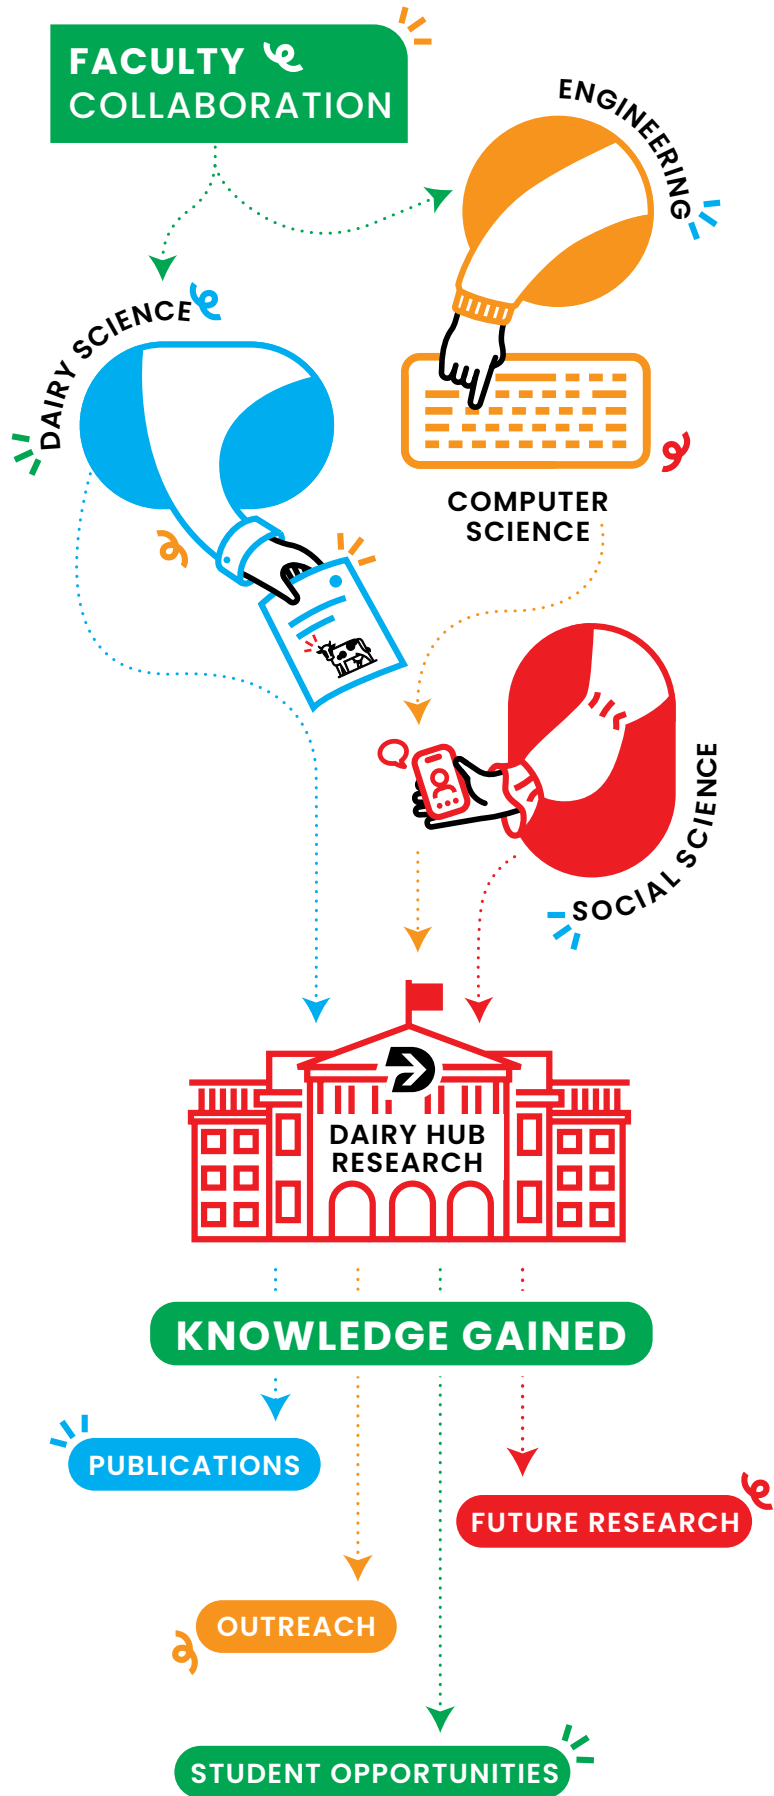 FACULTY
COLLABORATION
ENGINEERING
DAIRY SCIENCE
COMPUTER
SCIENCE
SOCIAL SCIENCE
DAIRY HUB
RESEARCH
KNOWLEDGE GAINED
PUBLICATIONS
FUTURE RESEARCH
OUTREACH
STUDENT OPPORTUNITIES